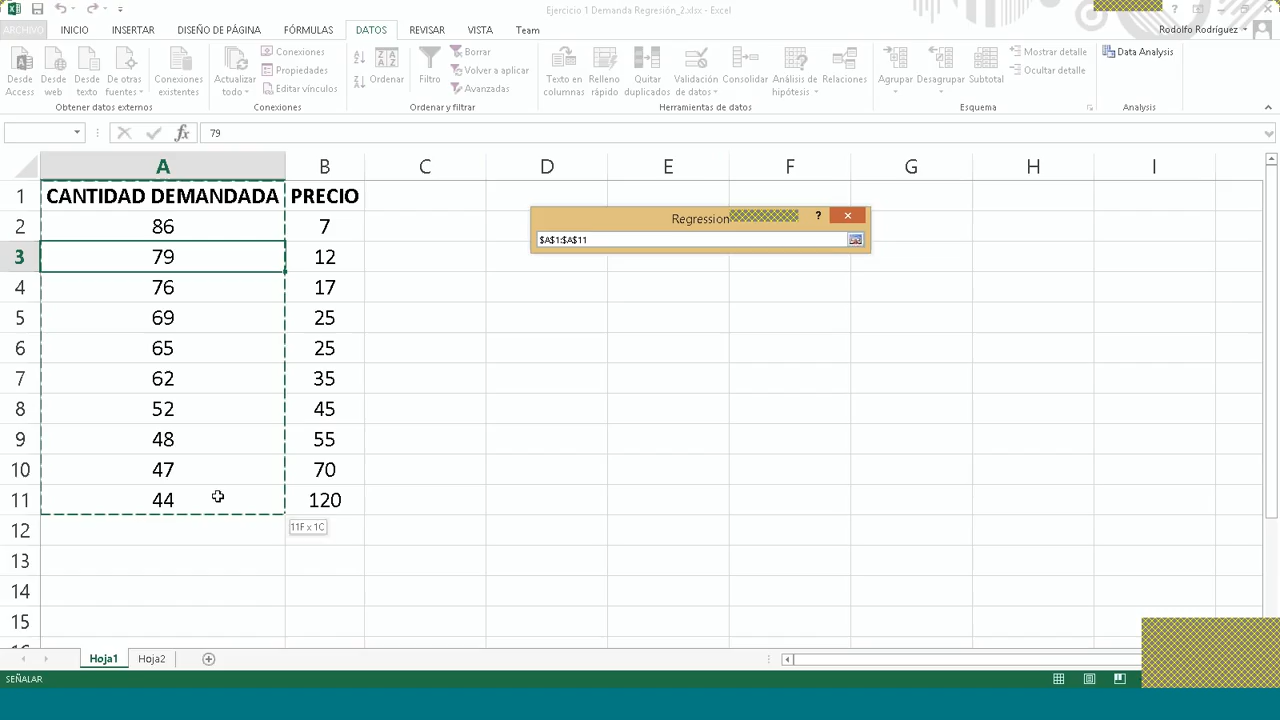 Ejercicio 1 Demanda Regresión_2.xlsx - Excel
ARCHIVO INICIO INSERTAR DISEÑO DE PÁGINA FÓRMULAS DATOS REVISAR VISTA Team Rodolfo Rodríguez
Desde Access
Desde web
Desde texto
De otras fuentes
Conexiones existentes
Obtener datos externos
Actualizar todo
Conexiones
Propiedades
Editar vínculos
Conexiones
Ordenar
Filtro
Borrar
Volver a aplicar
Avanzadas
Ordenar y filtrar
Texto en columnas
Relleno rápido
Quitar duplicados
Validación de datos
Consolidar
Análisis de hipótesis
Relaciones
Herramientas de datos
Agrupar
Desagrupar
Subtotal
Mostrar detalle
Ocultar detalle
Esquema
Data Analysis
Analysis
fx 79
A B C D E F G H I
1 CANTIDAD DEMANDADA PRECIO
2 86 7
3 79 12
4 76 17
5 69 25
6 65 25
7 62 35
8 52 45
9 48 55
10 47 70
11 44 120
12
13
14
15
Regression ?
$A$1:$A$11
11F x 1C
Hoja1 Hoja2
SEÑALAR